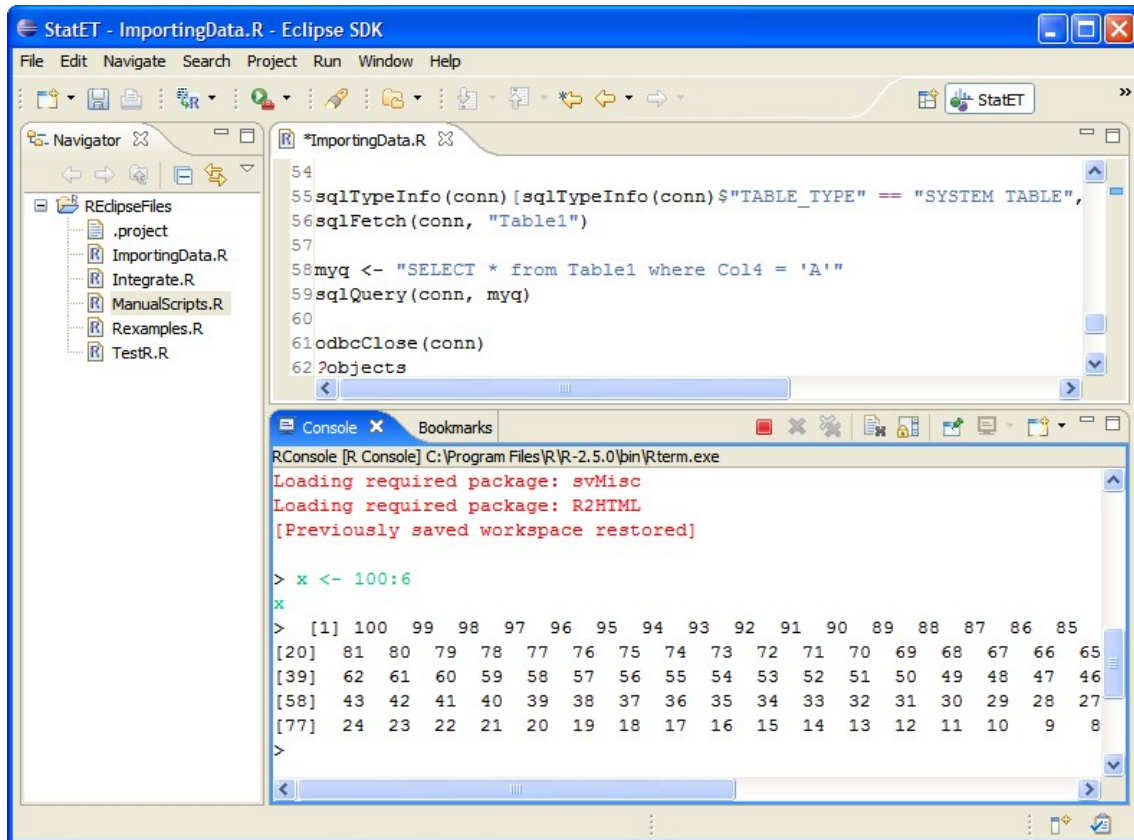 StatET - ImportingData.R - Eclipse SDK
File Edit Navigate Search Project Run Window Help
StatET
Navigator
REclipseFiles
.project
ImportingData.R
Integrate.R
ManualScripts.R
Rexamples.R
TestR.R
*ImportingData.R
54
55 sqlTypeInfo(conn)[sqlTypeInfo(conn)$"TABLE_TYPE" == "SYSTEM TABLE",
56 sqlFetch(conn, "Table1")
57
58 myq <- "SELECT * from Table1 where Col4 = 'A'"
59 sqlQuery(conn, myq)
60
61 odbcClose(conn)
62 ?objects
Console Bookmarks
RConsole [R Console] C:\Program Files\R\R-2.5.0\bin\Rterm.exe
Loading required package: svMisc
Loading required package: R2HTML
[Previously saved workspace restored]
> x <- 100:6
x
> [1] 100 99 98 97 96 95 94 93 92 91 90 89 88 87 86 85
[20] 81 80 79 78 77 76 75 74 73 72 71 70 69 68 67 66 65
[39] 62 61 60 59 58 57 56 55 54 53 52 51 50 49 48 47 46
[58] 43 42 41 40 39 38 37 36 35 34 33 32 31 30 29 28 27
[77] 24 23 22 21 20 19 18 17 16 15 14 13 12 11 10 9 8
>